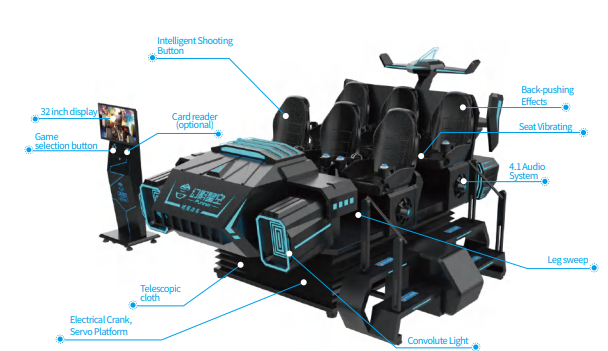 Intelligent Shooting
Button
32 inch display
Card reader
(optional)
Game
selection button
Back-pushing
Effects
Seat Vibrating
4.1 Audio
System
Leg sweep
Telescopic
cloth
Electrical Crank,
Servo Platform
Convolute Light